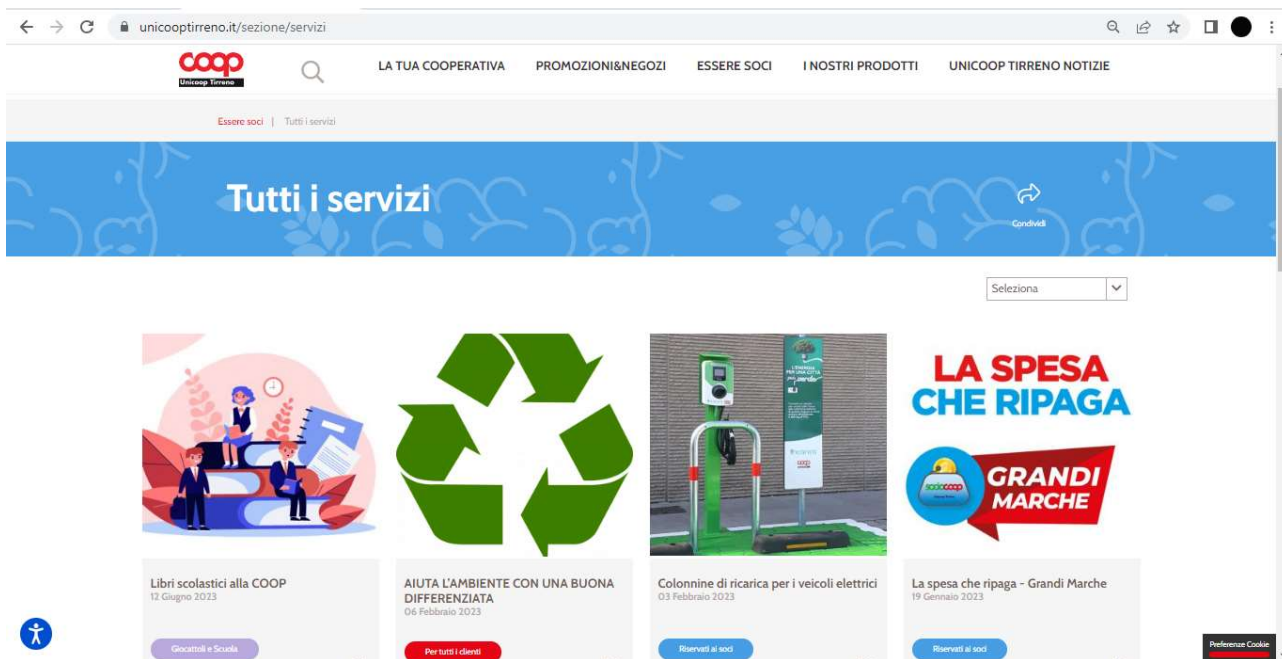 unicooptirreno.it/sezione/servizi
coop
Unicoop Tirreno
LA TUA COOPERATIVA PROMOZIONI&NEGOZI ESSERE SOCI I NOSTRI PRODOTTI UNICOOP TIRRENO NOTIZIE
Essere soci | Tutti i servizi
Tutti i servizi
Condividi
Seleziona
LA SPESA
CHE RIPAGA
sociocoop
GRANDI
MARCHE
coop
Libri scolastici alla COOP
12 Giugno 2023
Giocattoli e Scuola
AIUTA L'AMBIENTE CON UNA BUONA
DIFFERENZIATA
06 Febbraio 2023
Per tutti i clienti
Colonnine di ricarica per i veicoli elettrici
03 Febbraio 2023
Riservati ai soci
La spesa che ripaga - Grandi Marche
19 Gennaio 2023
Riservati ai soci
Preferenze Cookie